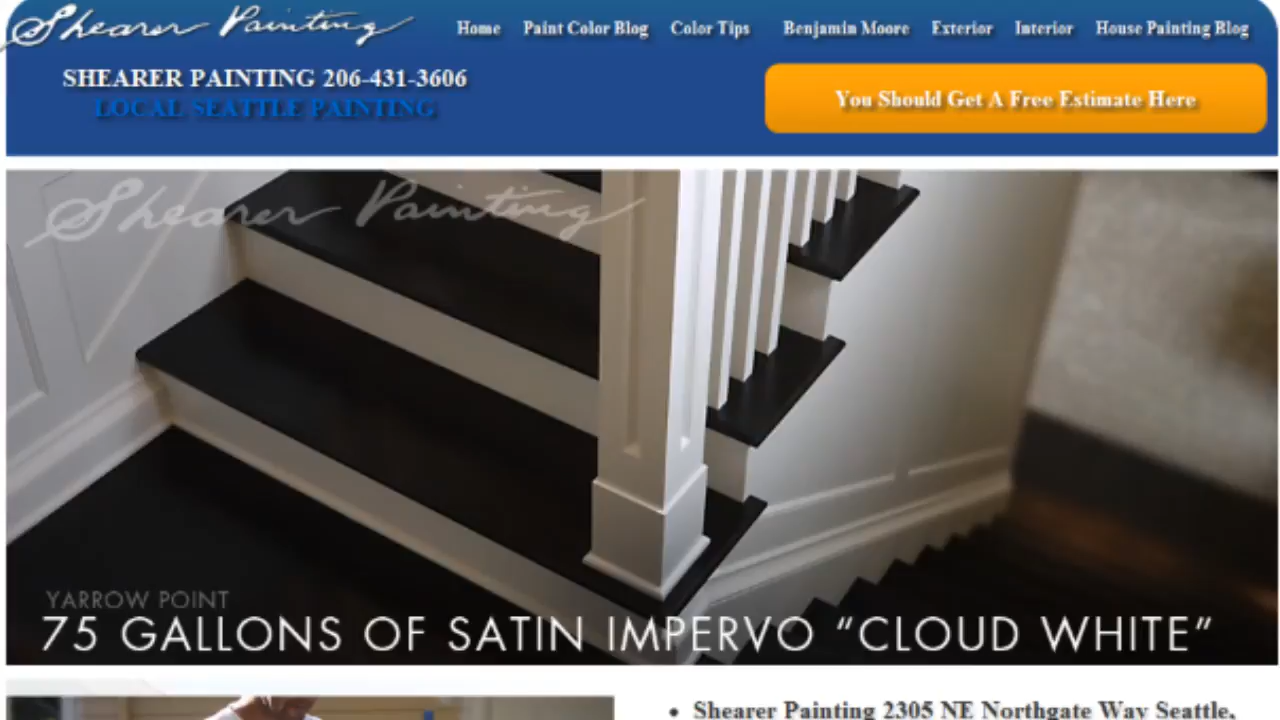 Shearer Painting
Home Paint Color Blog Color Tips Benjamin Moore Exterior Interior House Painting Blog
SHEARER PAINTING 206-431-3606
LOCAL SEATTLE PAINTING
You Should Get A Free Estimate Here
Shearer Painting
YARROW POINT
75 GALLONS OF SATIN IMPERVO “CLOUD WHITE”
• Shearer Painting 2305 NE Northgate Way Seattle,